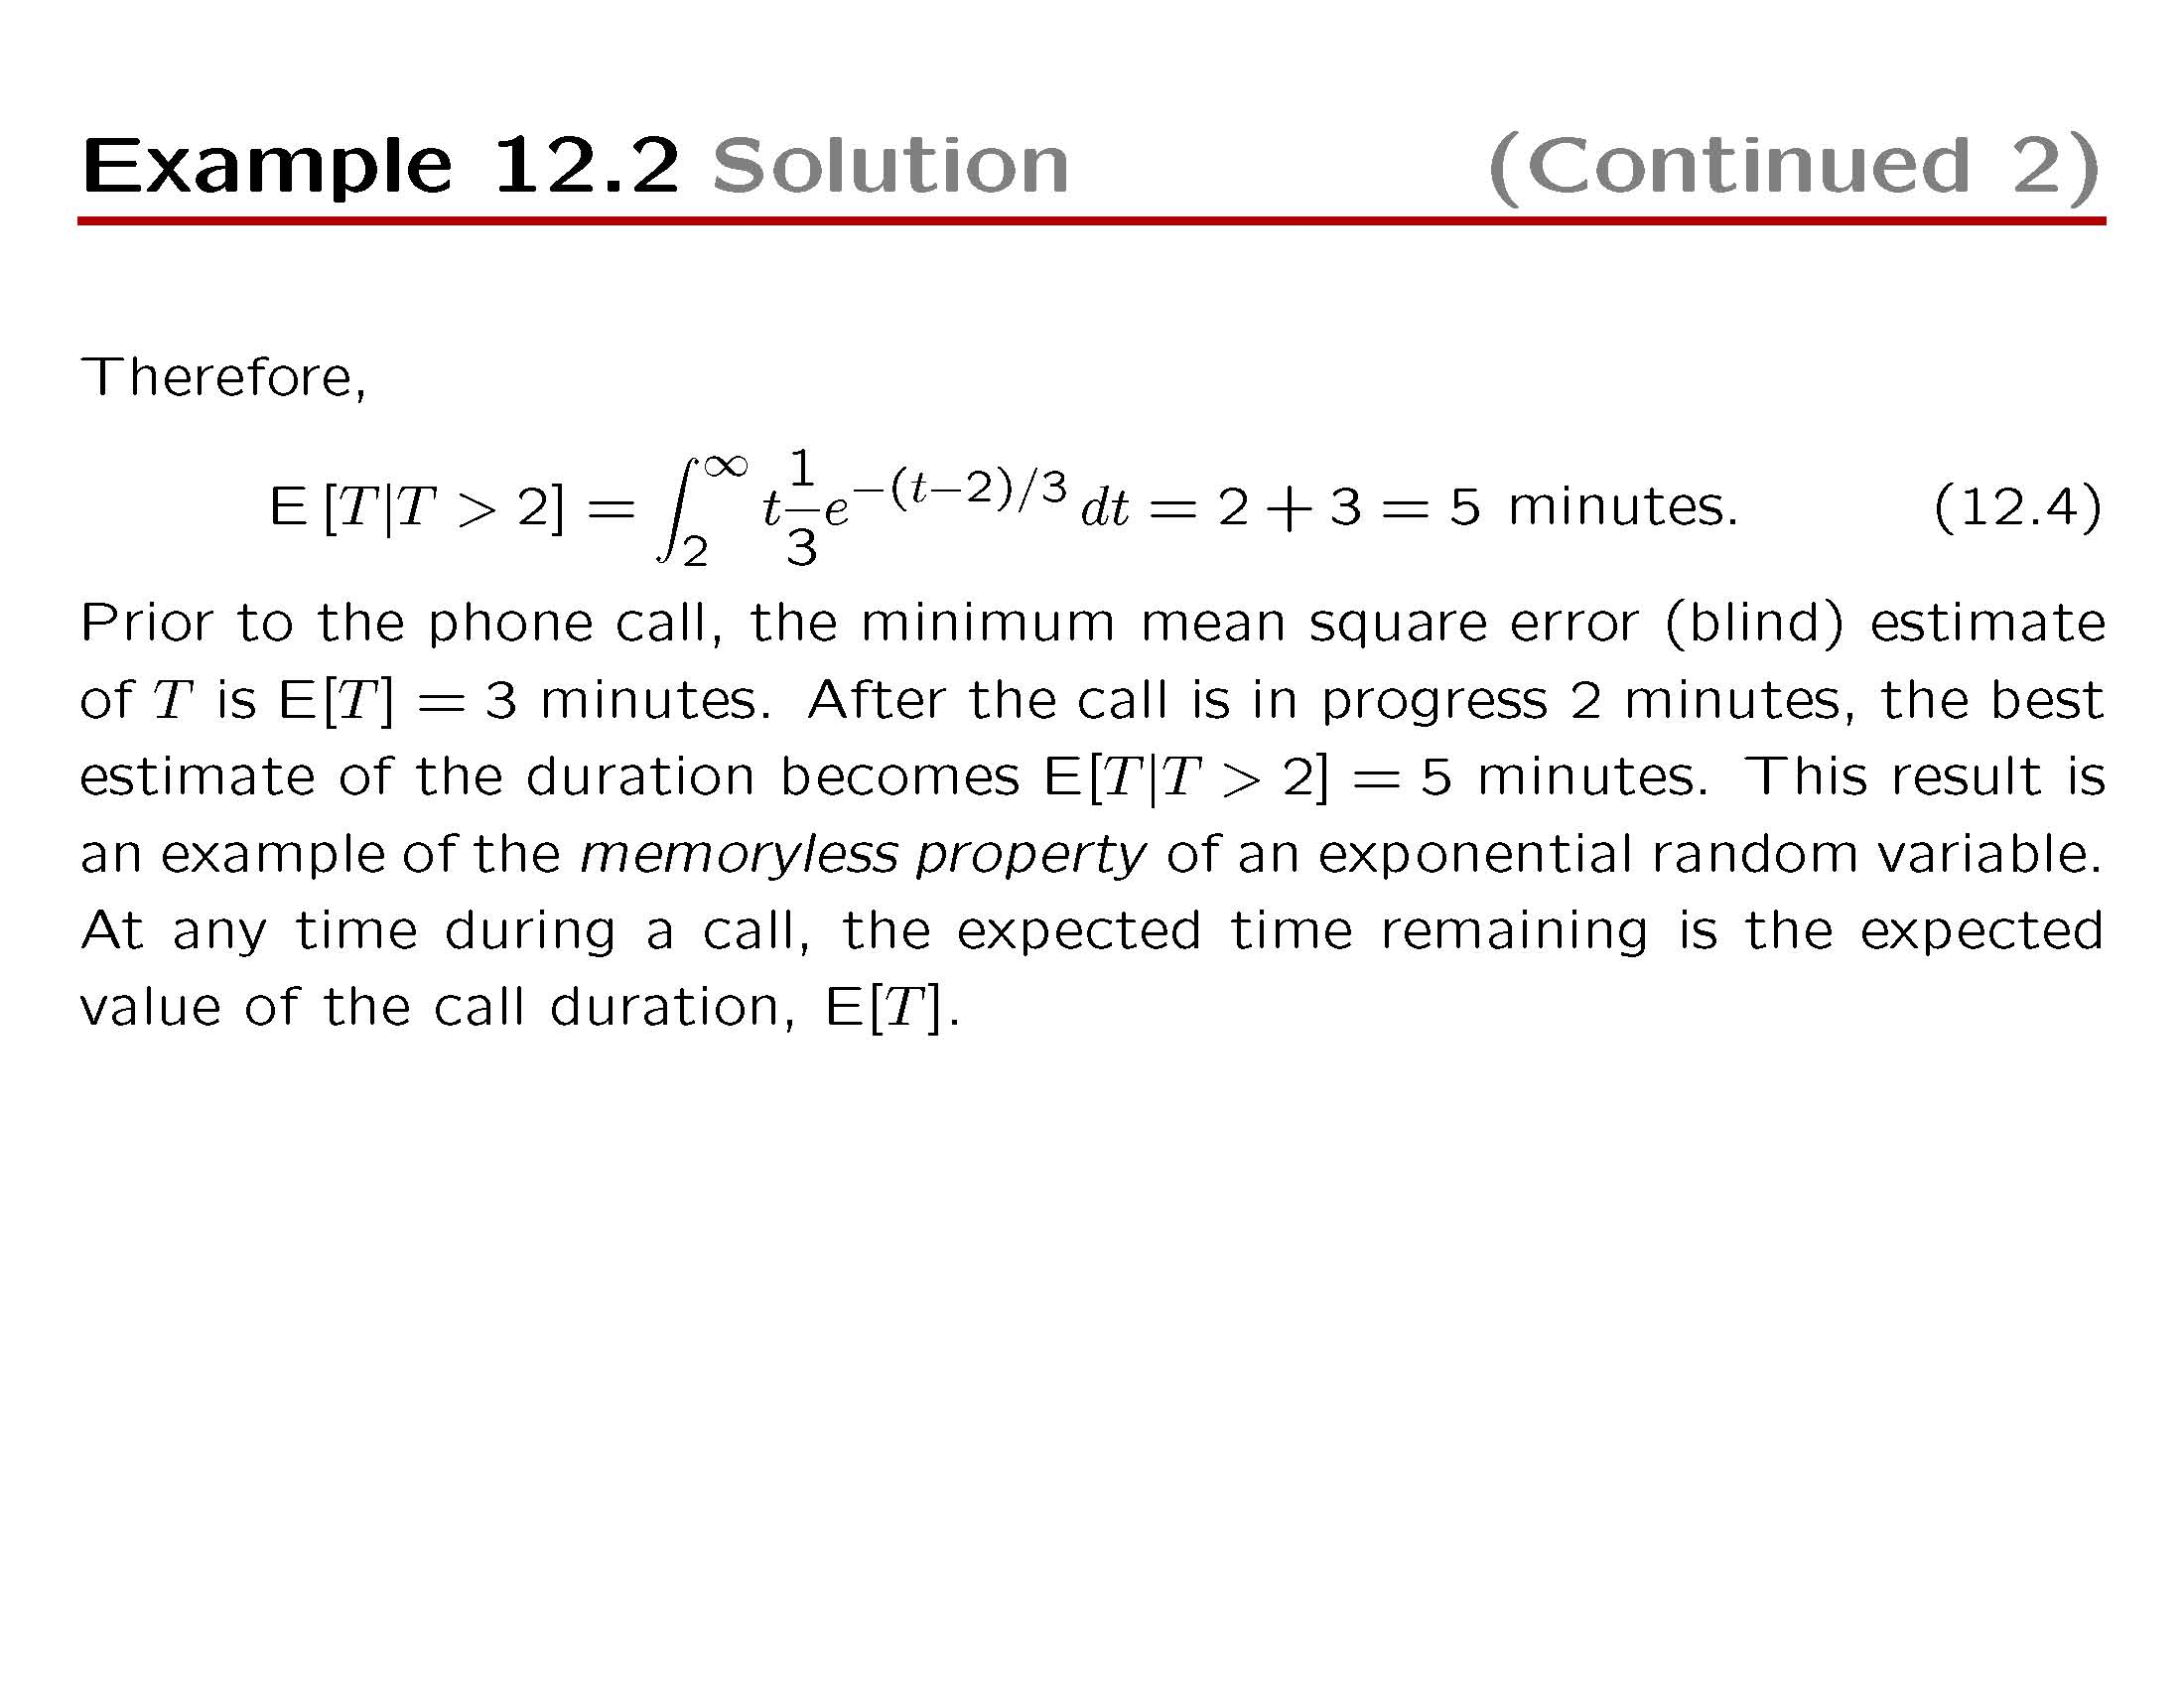 Example 12.2 Solution (Continued 2)
Therefore,
E [T|T > 2] = ∫₂^∞ t 1/3 e^{−(t−2)/3} dt = 2 + 3 = 5 minutes. (12.4)
Prior to the phone call, the minimum mean square error (blind) estimate
of T is E[T] = 3 minutes. After the call is in progress 2 minutes, the best
estimate of the duration becomes E[T|T > 2] = 5 minutes. This result is
an example of the memoryless property of an exponential random variable.
At any time during a call, the expected time remaining is the expected
value of the call duration, E[T].